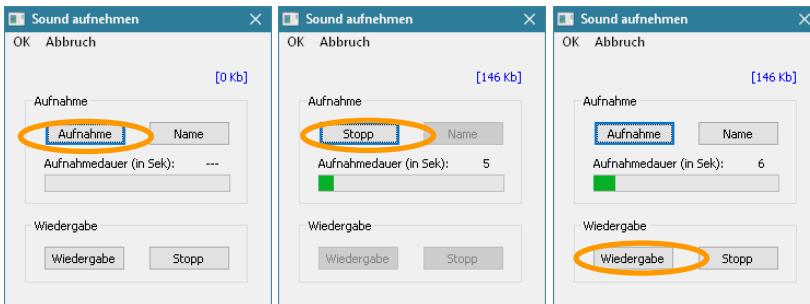 Sound aufnehmen
OK Abbruch
[0 Kb]
Aufnahme
Aufnahme Name
Aufnahmedauer (in Sek): ---
Wiedergabe
Wiedergabe Stopp
Sound aufnehmen
OK Abbruch
[146 Kb]
Aufnahme
Stopp Name
Aufnahmedauer (in Sek): 5
Wiedergabe
Wiedergabe Stopp
Sound aufnehmen
OK Abbruch
[146 Kb]
Aufnahme
Aufnahme Name
Aufnahmedauer (in Sek): 6
Wiedergabe
Wiedergabe Stopp